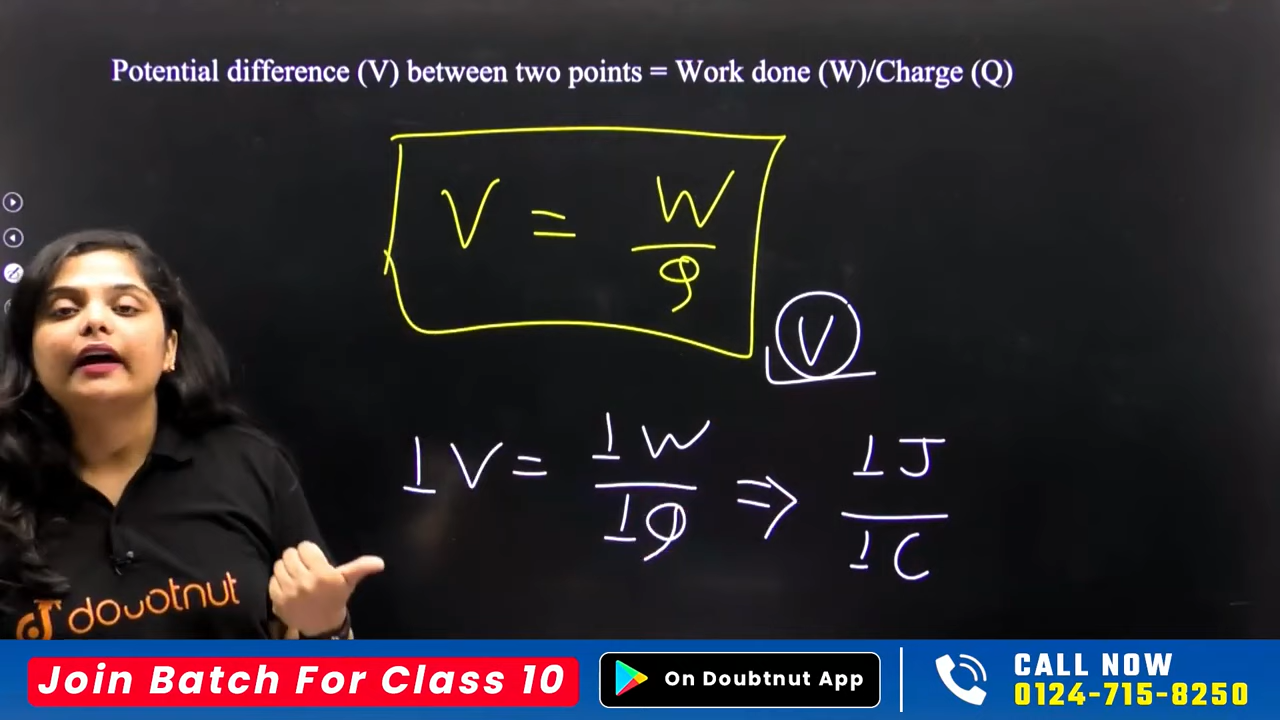 Potential difference (V) between two points = Work done (W)/Charge (Q)
V = W/Q
V
1V = 1W/1Q ⇒ 1J/1C
doubtnut
Join Batch For Class 10
On Doubtnut App
CALL NOW
0124-715-8250